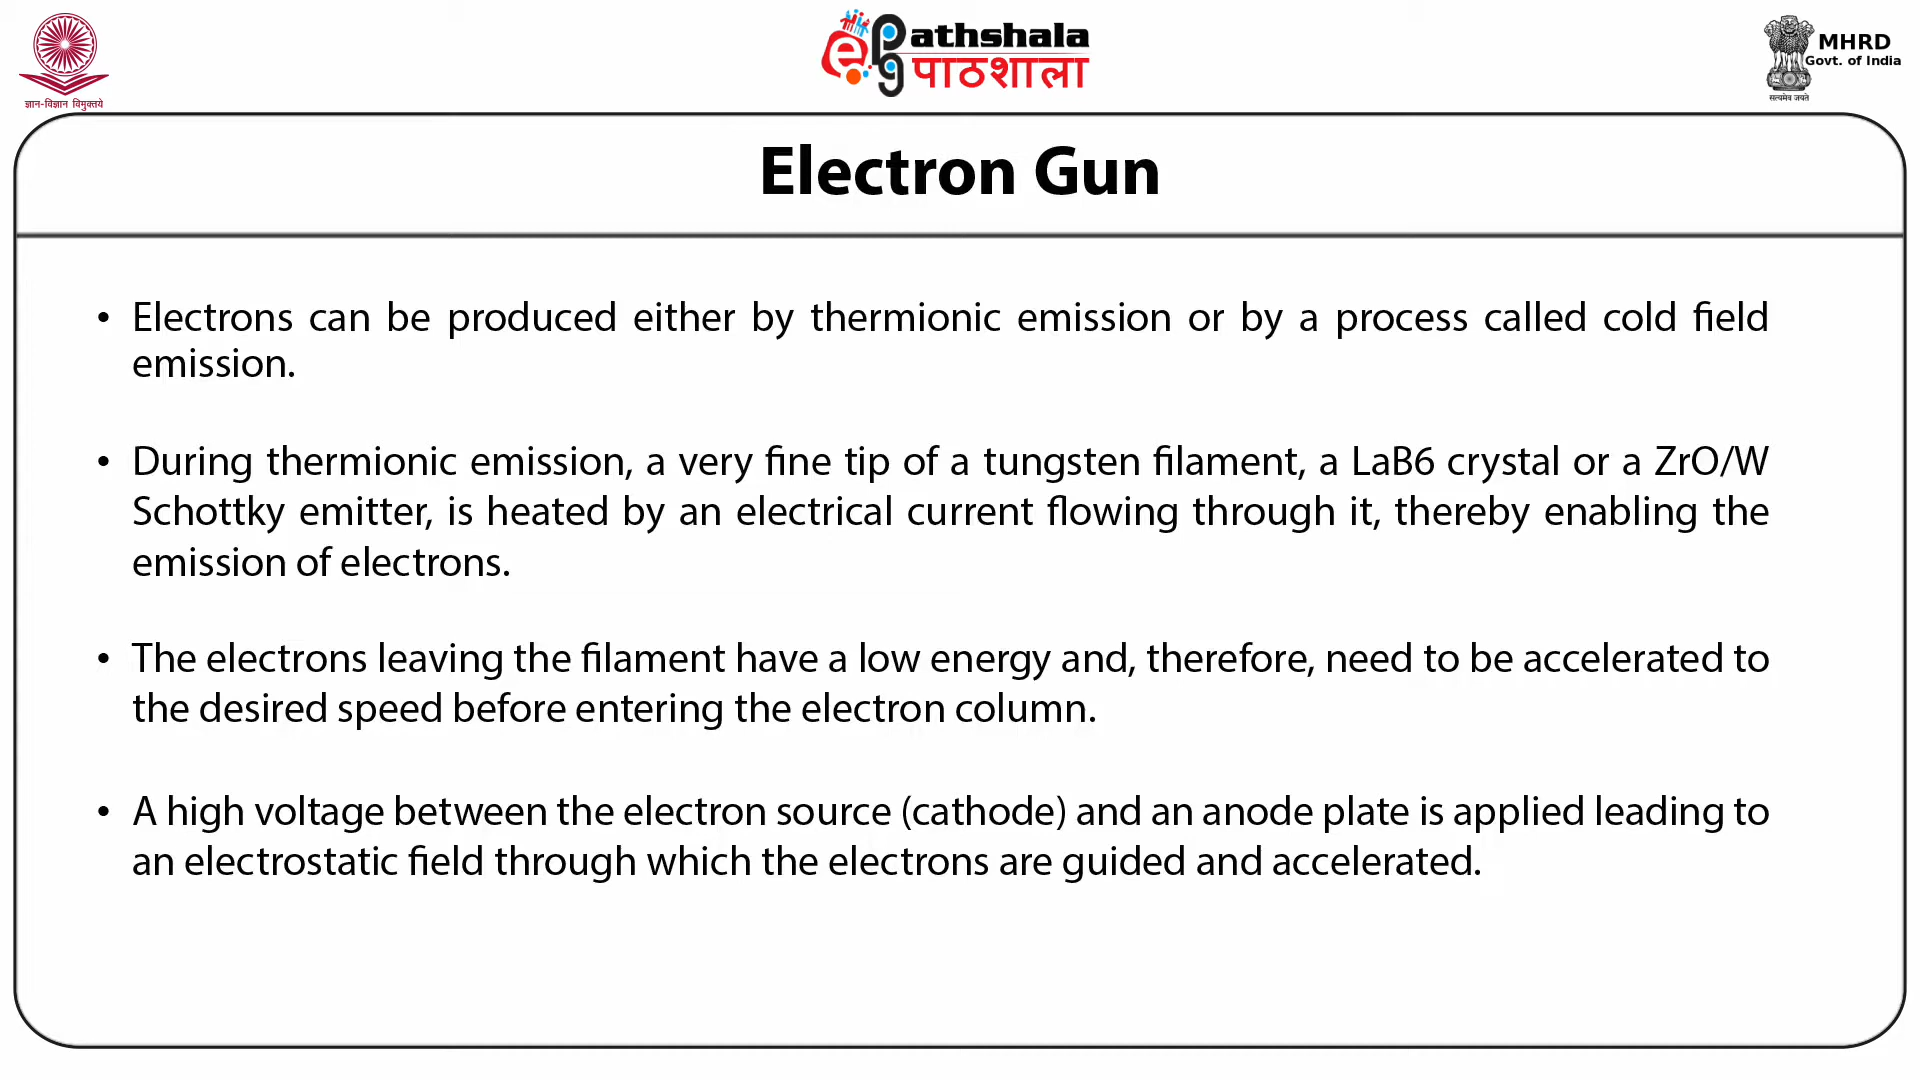 ज्ञान-विज्ञान विमुक्तये
ePathshala
पाठशाला
MHRD
Govt. of India
सत्यमेव जयते
Electron Gun
• Electrons can be produced either by thermionic emission or by a process called cold field
emission.
• During thermionic emission, a very fine tip of a tungsten filament, a LaB6 crystal or a ZrO/W
Schottky emitter, is heated by an electrical current flowing through it, thereby enabling the
emission of electrons.
• The electrons leaving the filament have a low energy and, therefore, need to be accelerated to
the desired speed before entering the electron column.
• A high voltage between the electron source (cathode) and an anode plate is applied leading to
an electrostatic field through which the electrons are guided and accelerated.